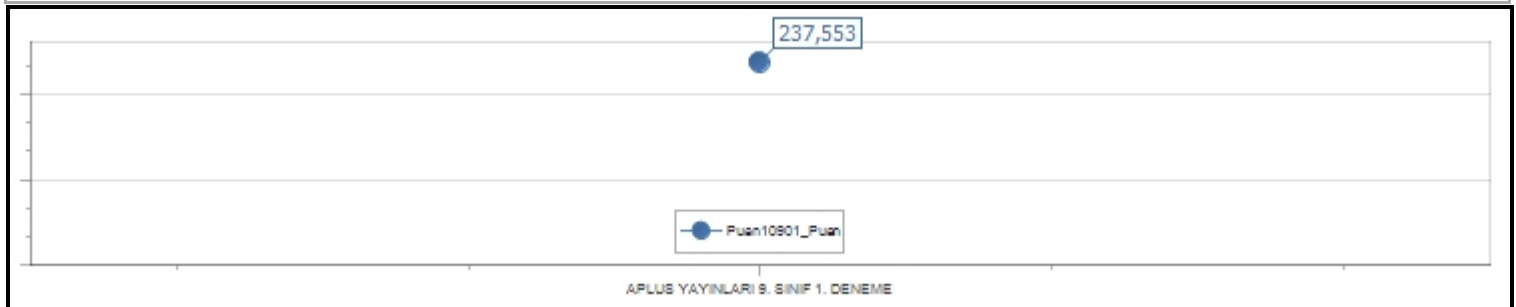 237,553
Puan10901_Puan
APLUS YAYINLARI 9. SINIF 1. DENEME